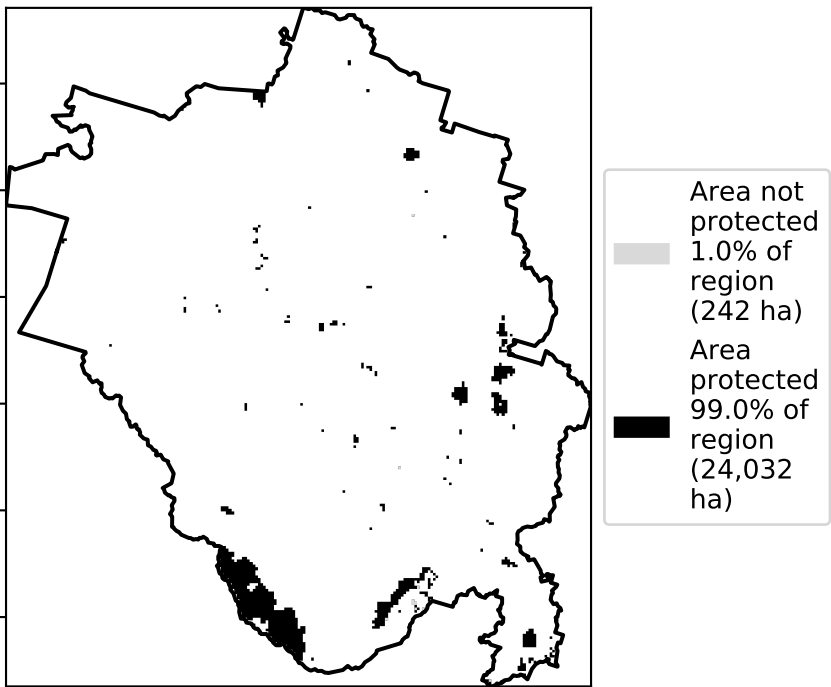 Area not
protected
1.0% of
region
(242 ha)
Area
protected
99.0% of
region
(24,032
ha)